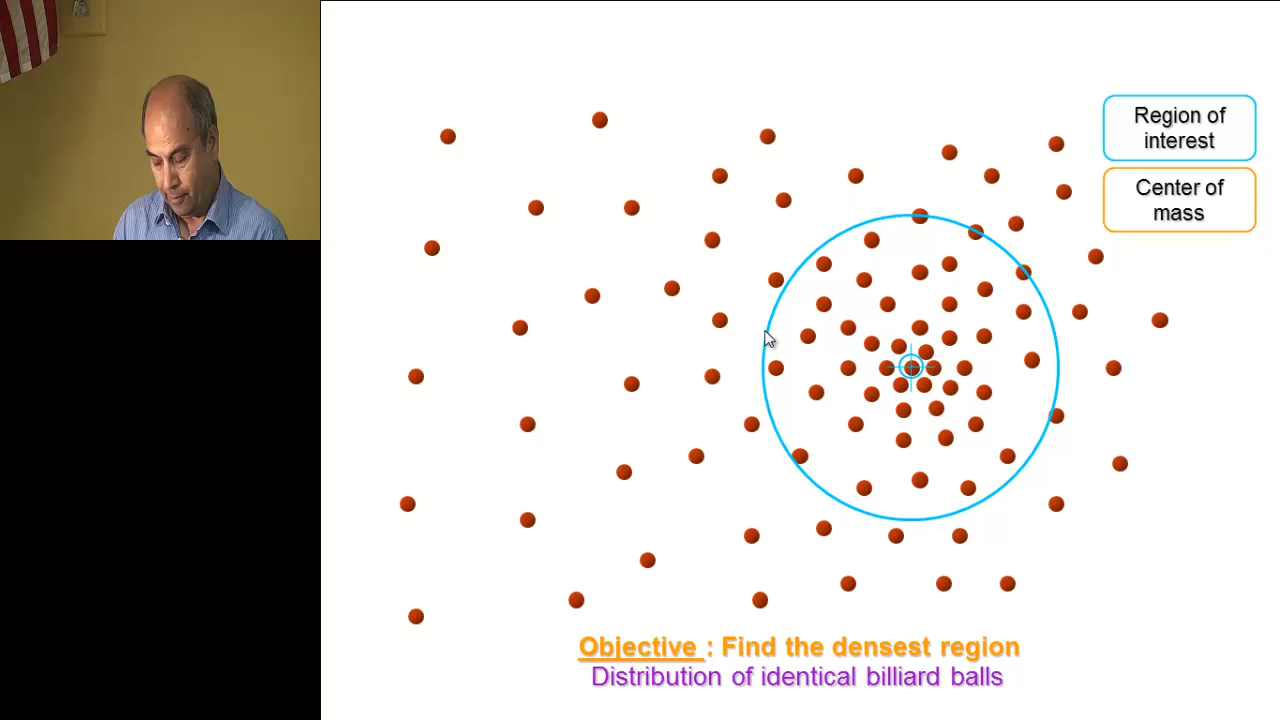 Region of
interest
Center of
mass
Objective : Find the densest region
Distribution of identical billiard balls